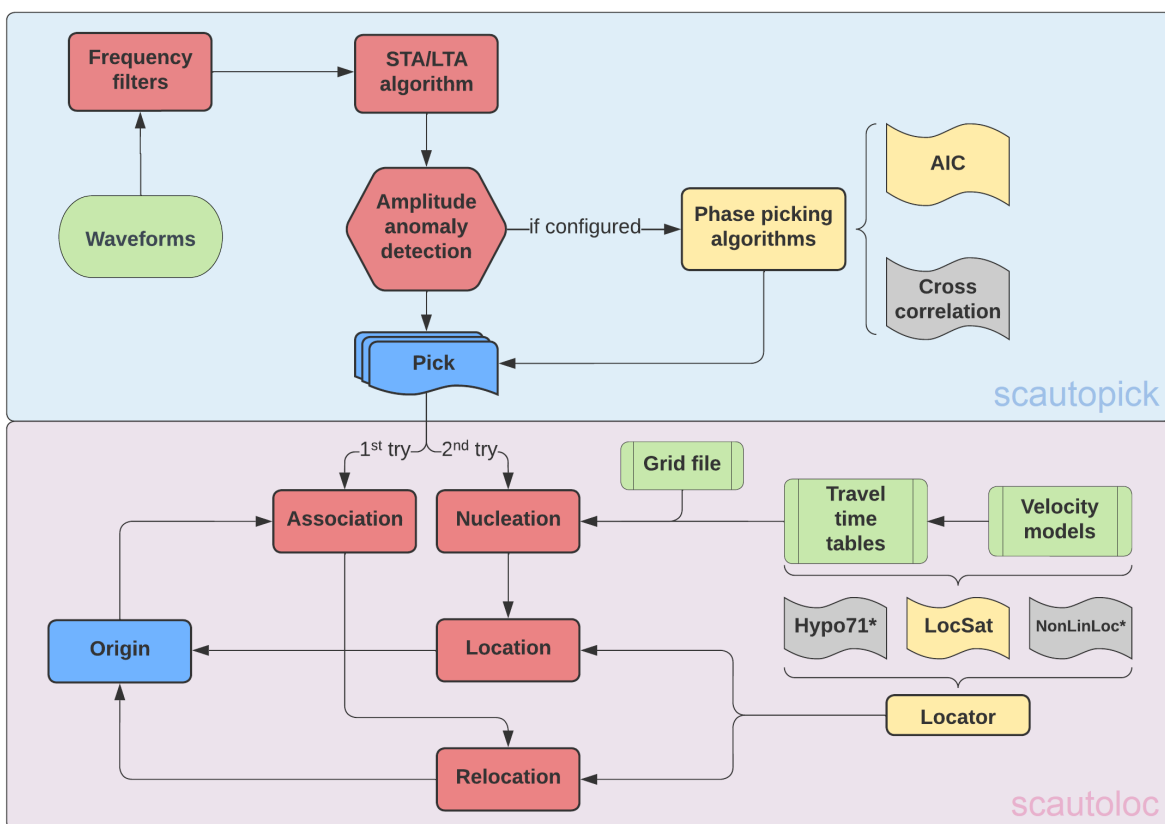 Frequency
filters
STA/LTA
algorithm
Waveforms
Amplitude
anomaly
detection
if configured
Phase picking
algorithms
AIC
Cross
correlation
Pick
scautopick
1st try
2nd try
Grid file
Association
Nucleation
Travel
time
tables
Velocity
models
Origin
Location
Hypo71*
LocSat
NonLinLoc*
Locator
Relocation
scautoloc